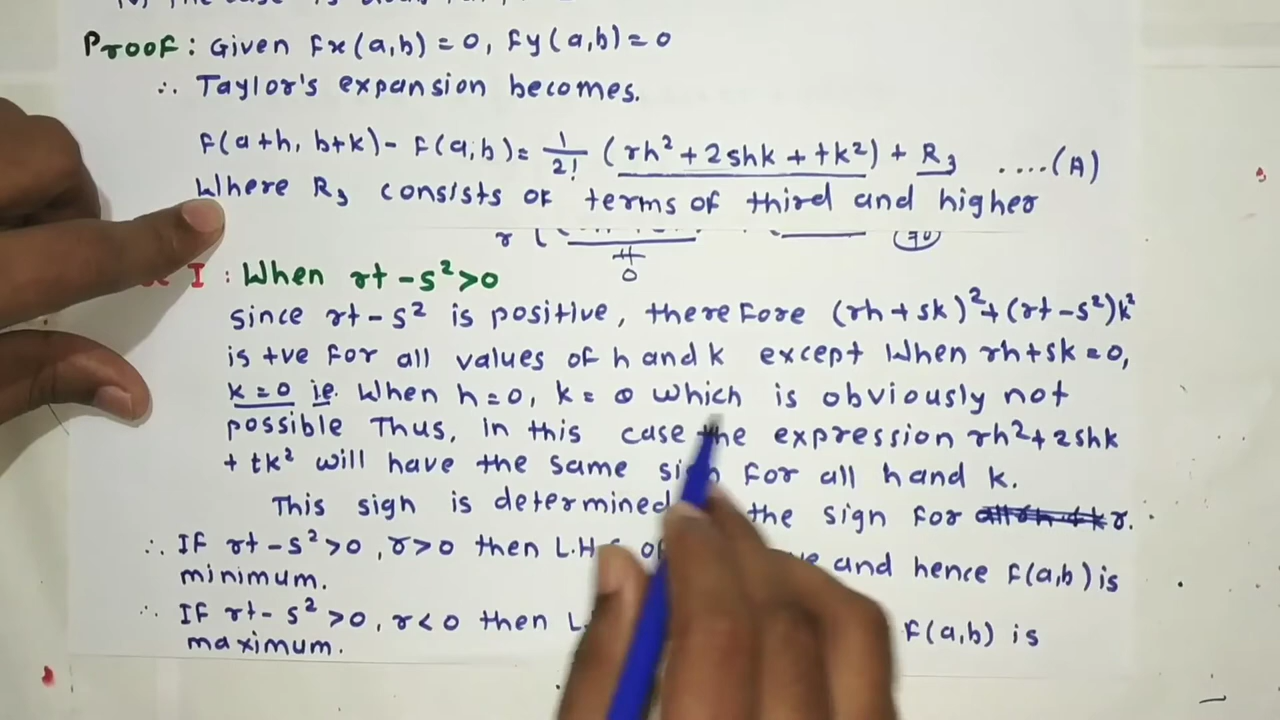 Proof: Given fx(a,b)=0, fy(a,b)=0
∴ Taylor's expansion becomes.
f(a+h, b+k)- f(a,b)= 1/2! (rh²+2shk++k²) + R₃ ....(A)
Where R₃ consists of terms of third and higher
I : When rt-s²>0
since rt-s² is positive, therefore (rh+sk)²+(rt-s²)k²
is +ve for all values of h and k except When rh+sk=0,
k=0 ie. When h=0, k=0 which is obviously not
possible Thus, in this case the expression rh²+2shk
+tk² will have the same sign for all h and k.
This sign is determined the sign for r.
∴ If rt-s²>0, r>0 then L.H.S of and hence f(a,b) is
minimum.
∴ If rt-s²>0, r<0 then f(a,b) is
maximum.